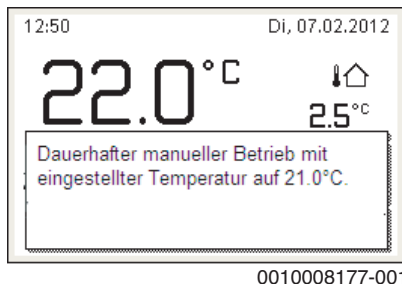 12:50 Di, 07.02.2012
22.0°C
2.5°C
Dauerhafter manueller Betrieb mit
eingestellter Temperatur auf 21.0°C.
0010008177-001